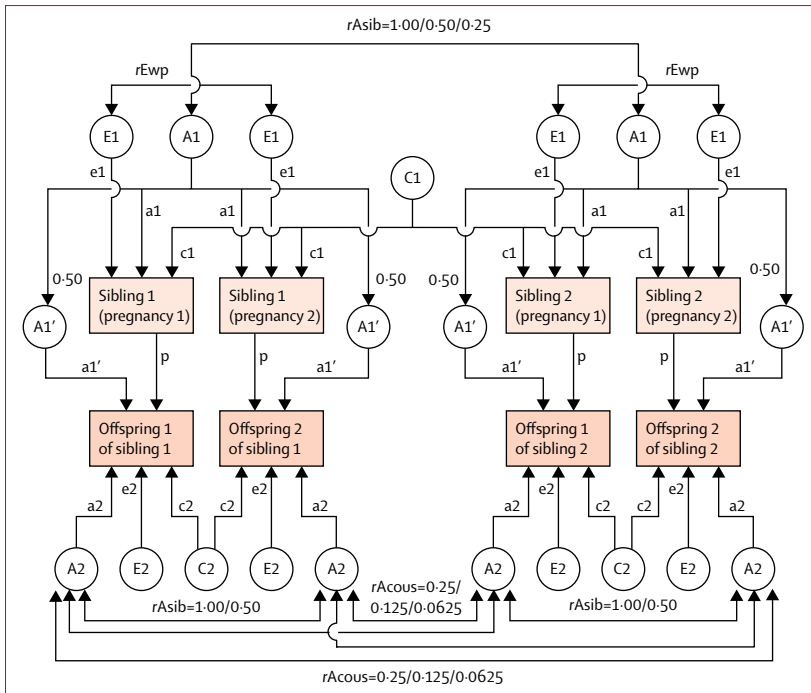 rAsib=1·00/0·50/0·25
rEwp
rEwp
E1
A1
E1
E1
A1
E1
C1
e1
e1
e1
e1
a1
a1
a1
a1
c1
c1
c1
c1
0·50
0·50
0·50
0·50
Sibling 1
(pregnancy 1)
Sibling 1
(pregnancy 2)
Sibling 2
(pregnancy 1)
Sibling 2
(pregnancy 2)
A1′
A1′
A1′
A1′
p
p
p
p
a1′
a1′
a1′
a1′
Offspring 1
of sibling 1
Offspring 2
of sibling 1
Offspring 1
of sibling 2
Offspring 2
of sibling 2
a2
e2
c2
c2
e2
a2
a2
e2
c2
c2
e2
a2
A2
E2
C2
E2
A2
A2
E2
C2
E2
A2
rAsib=1·00/0·50
rAcous=0·25/
0·125/0·0625
rAsib=1·00/0·50
rAcous=0·25/0·125/0·0625